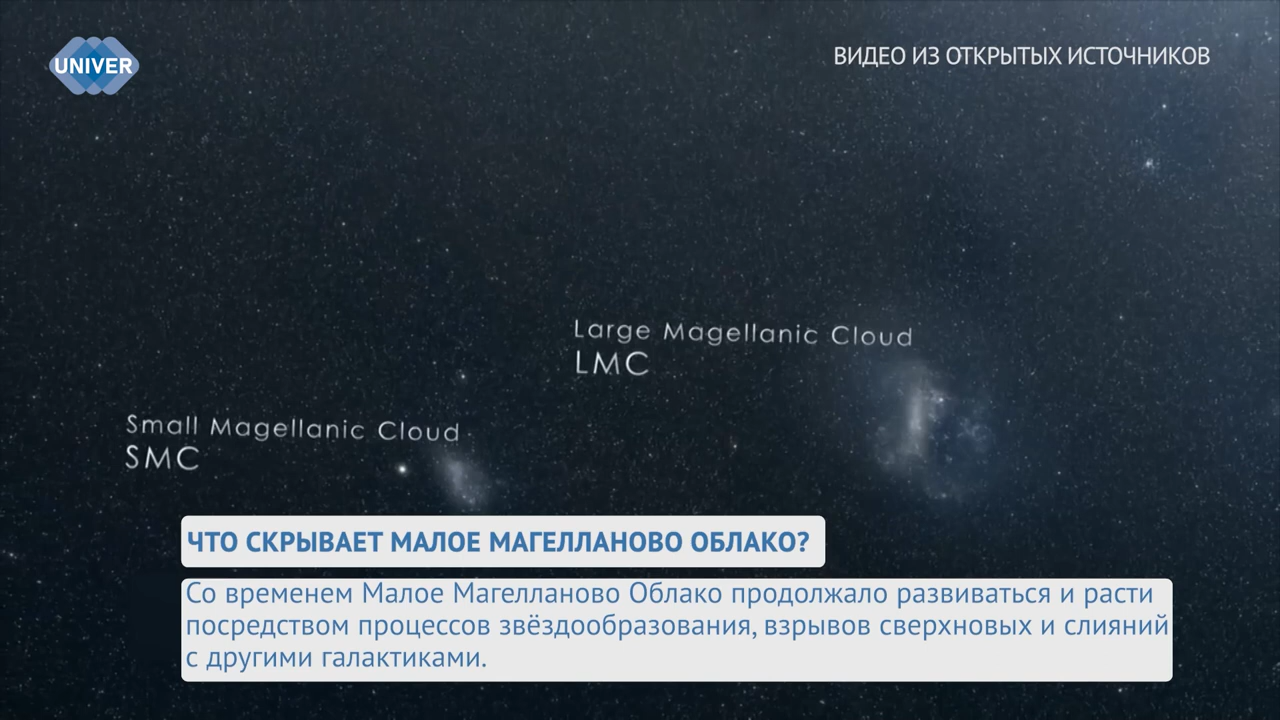 UNIVER
ВИДЕО ИЗ ОТКРЫТЫХ ИСТОЧНИКОВ
Large Magellanic Cloud
LMC
Small Magellanic Cloud
SMC
ЧТО СКРЫВАЕТ МАЛОЕ МАГЕЛЛАНОВО ОБЛАКО?
Со временем Малое Магелланово Облако продолжало развиваться и расти
посредством процессов звёздообразования, взрывов сверхновых и слияний
с другими галактиками.